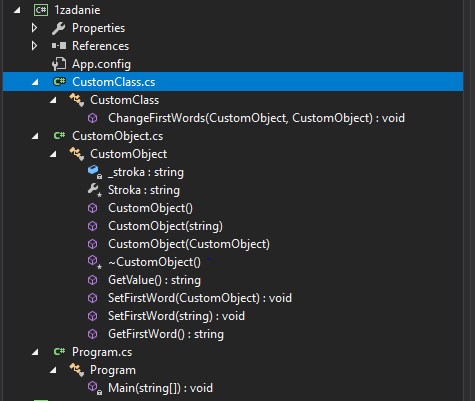 C# 1zadanie
Properties
References
App.config
C# CustomClass.cs
CustomClass
ChangeFirstWords(CustomObject, CustomObject) : void
C# CustomObject.cs
CustomObject
_stroka : string
Stroka : string
CustomObject()
CustomObject(string)
CustomObject(CustomObject)
~CustomObject()
GetValue() : string
SetFirstWord(CustomObject) : void
SetFirstWord(string) : void
GetFirstWord() : string
C# Program.cs
Program
Main(string[]) : void